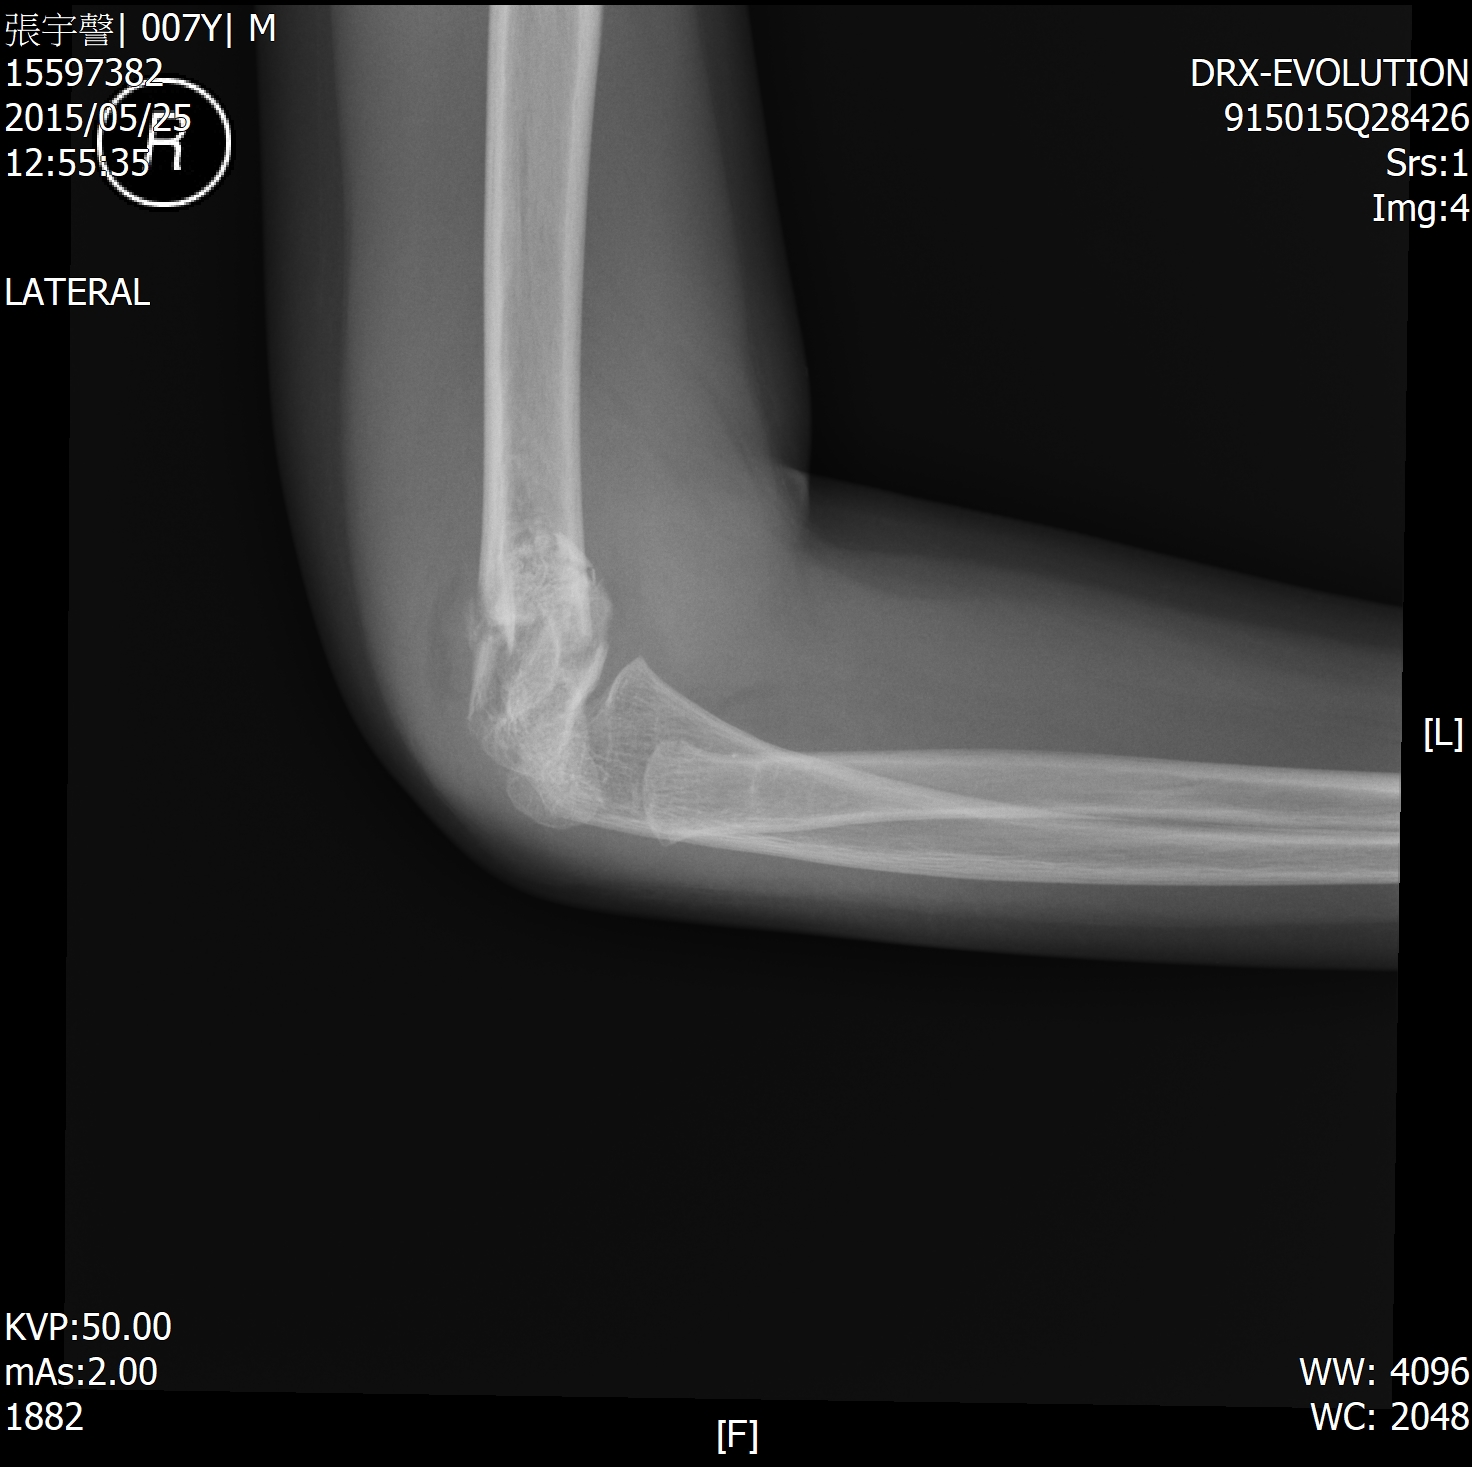 張宇謦| 007Y| M
15597382
2015/05/25
12:55:35
R
LATERAL
DRX-EVOLUTION
915015Q28426
Srs:1
Img:4
[L]
KVP:50.00
mAs:2.00
1882
[F]
WW: 4096
WC: 2048